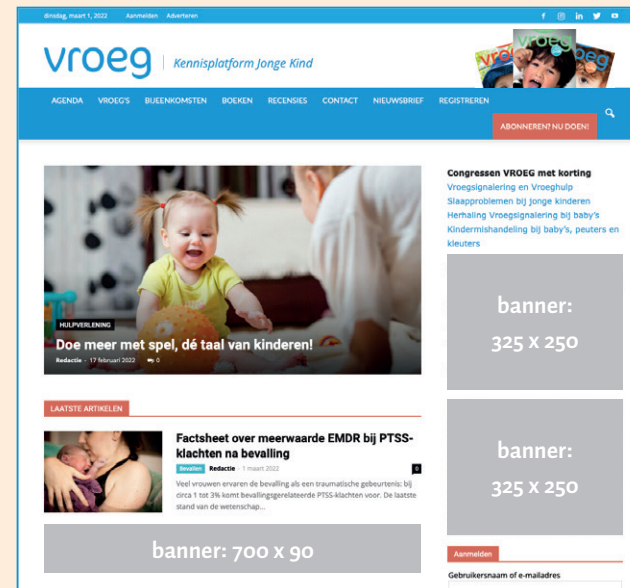 dinsdag, maart 1, 2022 Aanmelden Adverteren
vroeg Kennisplatform Jonge Kind
vroeg
AGENDA VROEG'S BIJEENKOMSTEN BOEKEN RECENSIES CONTACT NIEUWSBRIEF REGISTREREN
ABONNEREN? NU DOEN!
HULPVERLENING
Doe meer met spel, dé taal van kinderen!
Redactie - 17 februari 2022 0
LAATSTE ARTIKELEN
Factsheet over meerwaarde EMDR bij PTSS-
klachten na bevalling
Bevallen Redactie - 1 maart 2022 0
Veel vrouwen ervaren de bevalling als een traumatische gebeurtenis: bij
circa 1 tot 3% komt bevallingsgerelateerde PTSS-klachten voor. De laatste
stand van de wetenschap...
banner: 700 x 90
Congressen VROEG met korting
Vroegsignalering en Vroeghulp
Slaapproblemen bij jonge kinderen
Herhaling Vroegsignalering bij baby's
Kindermishandeling bij baby's, peuters en
kleuters
banner:
325 x 250
banner:
325 x 250
Aanmelden
Gebruikersnaam of e-mailadres